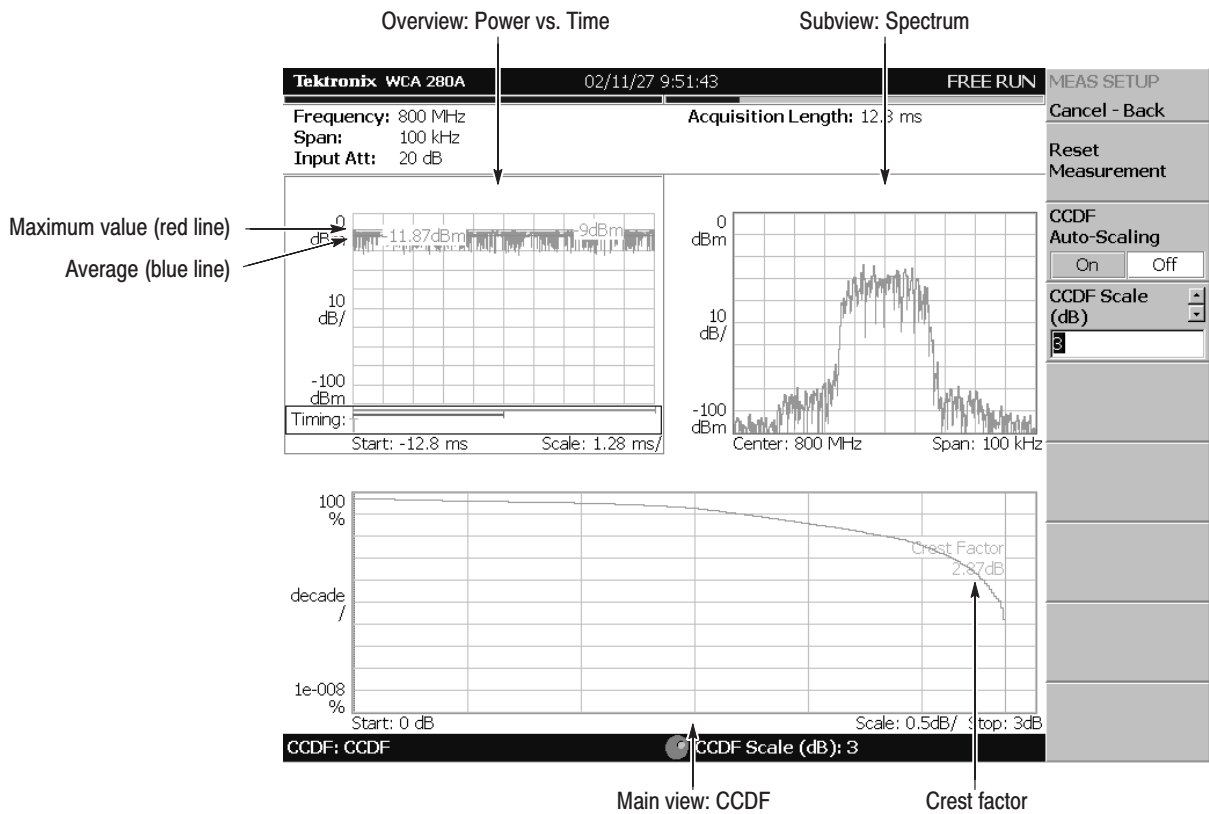 Overview: Power vs. Time
Subview: Spectrum
Tektronix WCA 280A 02/11/27 9:51:43 FREE RUN
Frequency: 800 MHz
Span: 100 kHz
Input Att: 20 dB
Acquisition Length: 12.8 ms
MEAS SETUP
Cancel - Back
Reset
Measurement
CCDF
Auto-Scaling
On Off
CCDF Scale
(dB)
3
Maximum value (red line)
Average (blue line)
0
dBm
-11.87dBm
-9dBm
10
dB/
-100
dBm
Timing:
Start: -12.8 ms Scale: 1.28 ms/
0
dBm
10
dB/
-100
dBm
Center: 800 MHz Span: 100 kHz
100
%
decade
/
1e-008
%
Crest Factor
2.87dB
Start: 0 dB Scale: 0.5dB/ Stop: 3dB
CCDF: CCDF CCDF Scale (dB): 3
Main view: CCDF
Crest factor